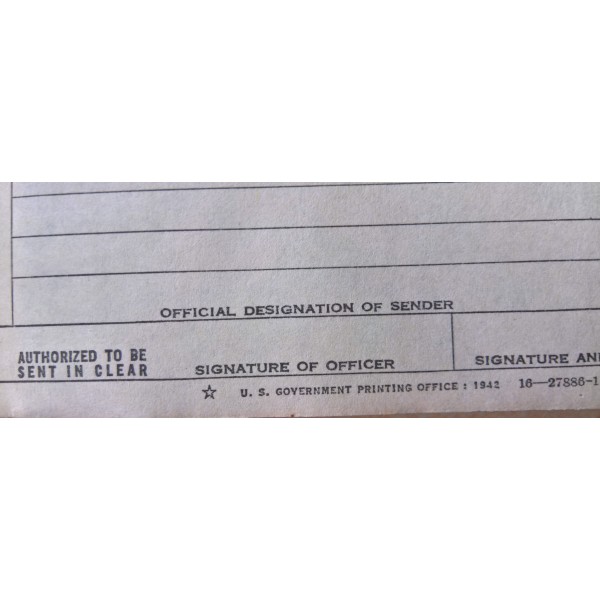 OFFICIAL DESIGNATION OF SENDER
AUTHORIZED TO BE
SENT IN CLEAR
SIGNATURE OF OFFICER
SIGNATURE AN
☆ U. S. GOVERNMENT PRINTING OFFICE : 1942 16—27886-1